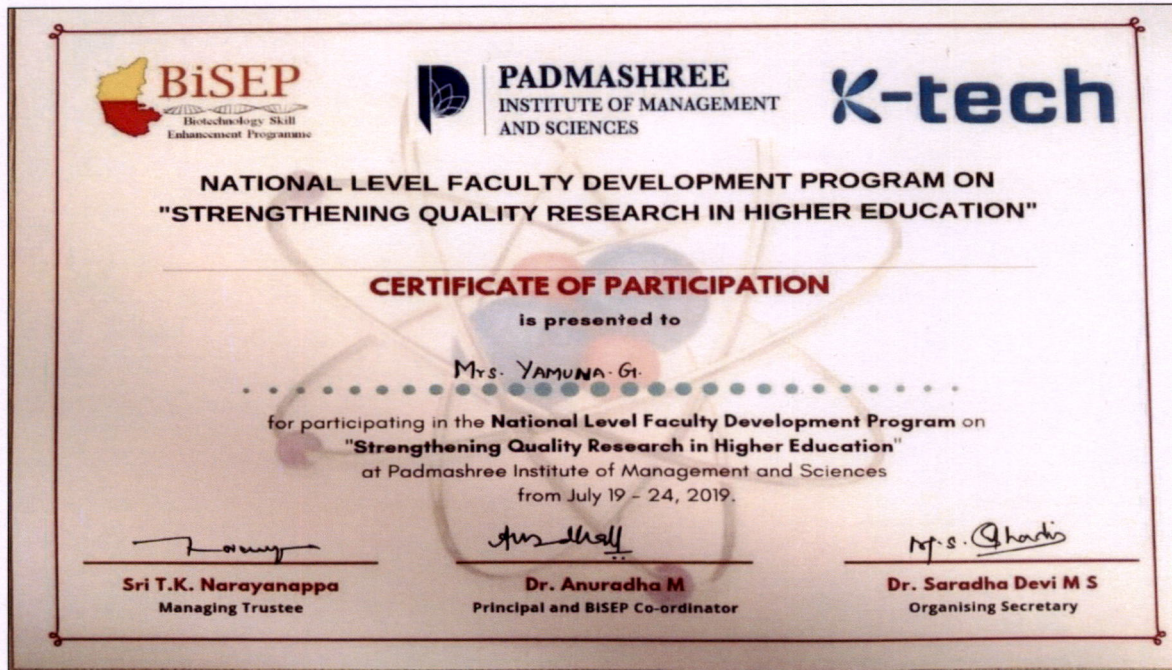 BiSEP
Biotechnology Skill
Enhancement Programme
PADMASHREE
INSTITUTE OF MANAGEMENT
AND SCIENCES
K-tech
NATIONAL LEVEL FACULTY DEVELOPMENT PROGRAM ON
"STRENGTHENING QUALITY RESEARCH IN HIGHER EDUCATION"
CERTIFICATE OF PARTICIPATION
is presented to
Mrs. YAMUNA. G.
for participating in the National Level Faculty Development Program on
"Strengthening Quality Research in Higher Education"
at Padmashree Institute of Management and Sciences
from July 19 - 24, 2019.
Sri T.K. Narayanappa
Managing Trustee
Dr. Anuradha M
Principal and BiSEP Co-ordinator
Dr. Saradha Devi M S
Organising Secretary